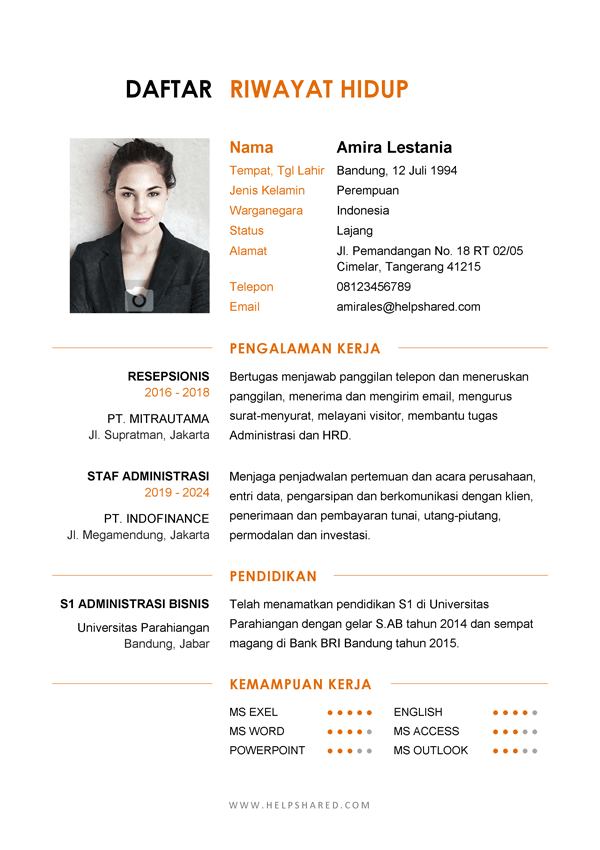 DAFTAR RIWAYAT HIDUP
Nama Amira Lestania
Tempat, Tgl Lahir Bandung, 12 Juli 1994
Jenis Kelamin Perempuan
Warganegara Indonesia
Status Lajang
Alamat Jl. Pemandangan No. 18 RT 02/05
Cimelar, Tangerang 41215
Telepon 08123456789
Email amirales@helpshared.com
PENGALAMAN KERJA
RESEPSIONIS
2016 - 2018
PT. MITRAUTAMA
Jl. Supratman, Jakarta
Bertugas menjawab panggilan telepon dan meneruskan
panggilan, menerima dan mengirim email, mengurus
surat-menyurat, melayani visitor, membantu tugas
Administrasi dan HRD.
STAF ADMINISTRASI
2019 - 2024
PT. INDOFINANCE
Jl. Megamendung, Jakarta
Menjaga penjadwalan pertemuan dan acara perusahaan,
entri data, pengarsipan dan berkomunikasi dengan klien,
penerimaan dan pembayaran tunai, utang-piutang,
permodalan dan investasi.
PENDIDIKAN
S1 ADMINISTRASI BISNIS
Universitas Parahiangan
Bandung, Jabar
Telah menamatkan pendidikan S1 di Universitas
Parahiangan dengan gelar S.AB tahun 2014 dan sempat
magang di Bank BRI Bandung tahun 2015.
KEMAMPUAN KERJA
MS EXEL ENGLISH
MS WORD MS ACCESS
POWERPOINT MS OUTLOOK
WWW.HELPSHARED.COM